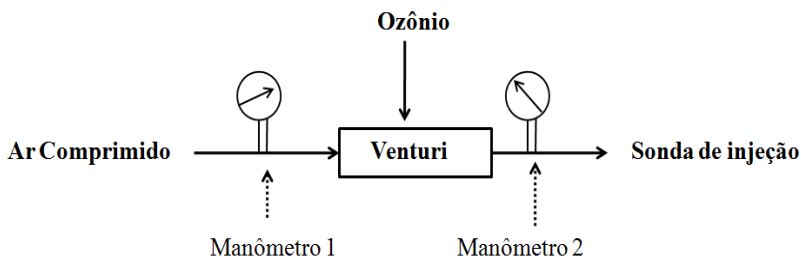 Ozônio
Ar Comprimido
Venturi
Sonda de injeção
Manômetro 1
Manômetro 2